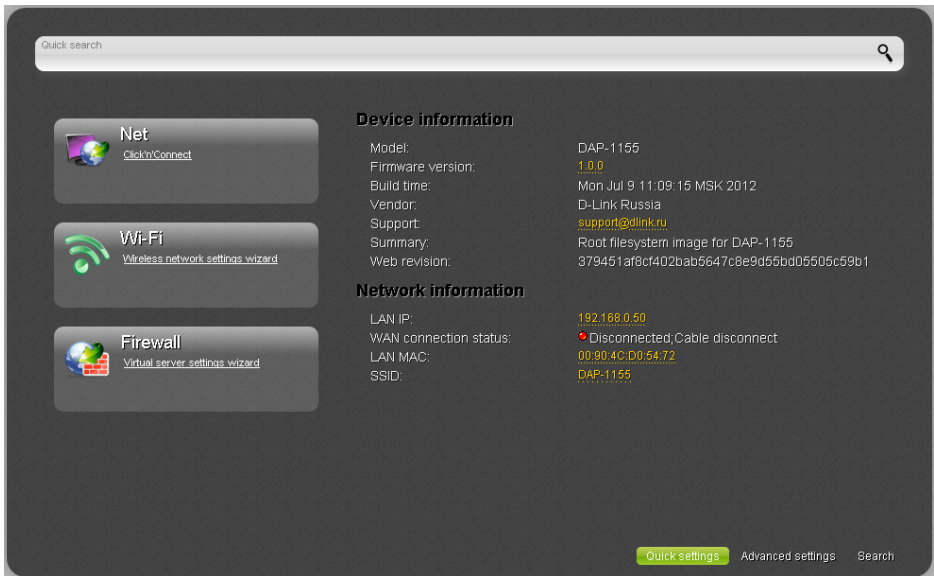 Quick search
Net
Click'n'Connect
Wi-Fi
Wireless network settings wizard
Firewall
Virtual server settings wizard
Device information
Model: DAP-1155
Firmware version: 1.0.0
Build time: Mon Jul 9 11:09:15 MSK 2012
Vendor: D-Link Russia
Support: support@dlink.ru
Summary: Root filesystem image for DAP-1155
Web revision: 379451af8cf402bab5647c8e9d55bd05505c59b1
Network information
LAN IP: 192.168.0.50
WAN connection status: Disconnected;Cable disconnect
LAN MAC: 00:90:4C:D0:54:72
SSID: DAP-1155
Quick settings Advanced settings Search